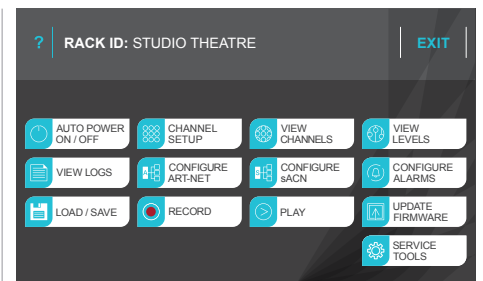 ? RACK ID: STUDIO THEATRE EXIT
AUTO POWER
ON / OFF
CHANNEL
SETUP
VIEW
CHANNELS
VIEW
LEVELS
VIEW LOGS
CONFIGURE
ART-NET
CONFIGURE
sACN
CONFIGURE
ALARMS
LOAD / SAVE
RECORD
PLAY
UPDATE
FIRMWARE
SERVICE
TOOLS